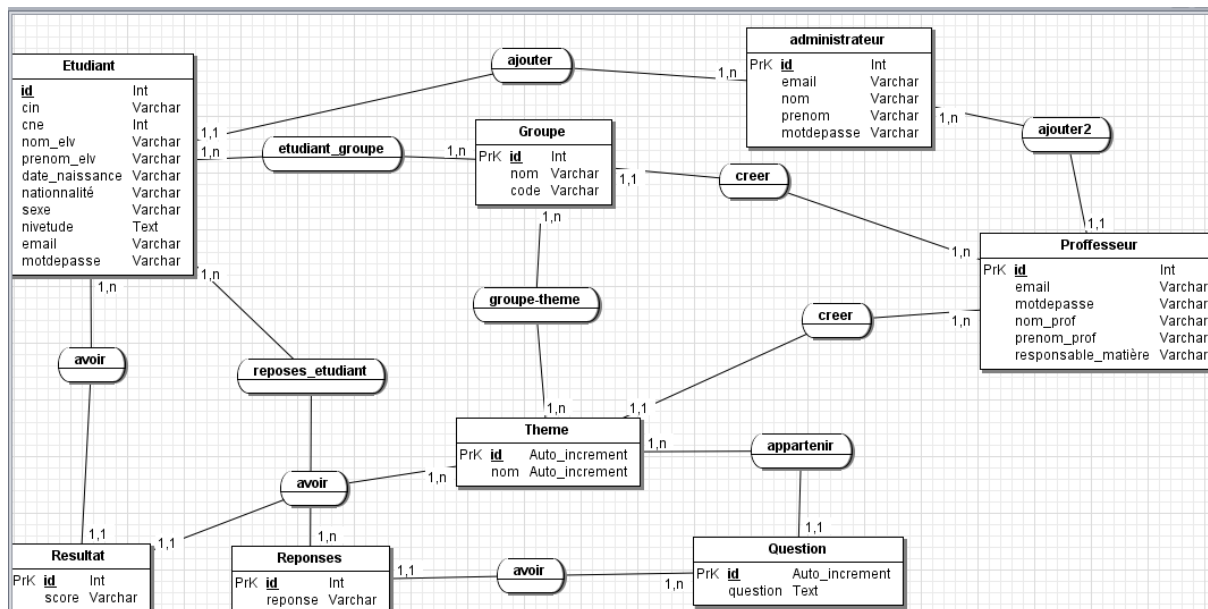 Etudiant
id Int
cin Varchar
cne Int
nom_elv Varchar
prenom_elv Varchar
date_naissance Varchar
nationnalité Varchar
sexe Varchar
nivetude Text
email Varchar
motdepasse Varchar
ajouter
1,1
1,n
administrateur
PrK id Int
email Varchar
nom Varchar
prenom Varchar
motdepasse Varchar
1,n
ajouter2
1,1
etudiant_groupe
1,n
1,n
Groupe
PrK id Int
nom Varchar
code Varchar
1,1
creer
1,n
Proffesseur
PrK id Int
email Varchar
motdepasse Varchar
nom_prof Varchar
prenom_prof Varchar
responsable_matière Varchar
1,n
groupe-theme
1,n
creer
1,n
1,1
1,n
avoir
1,1
1,n
reposes_etudiant
Theme
PrK id Auto_increment
nom Auto_increment
1,n
appartenir
1,1
avoir
1,n
1,1
1,n
Resultat
PrK id Int
score Varchar
Reponses
PrK id Int
reponse Varchar
1,1
avoir
1,n
Question
PrK id Auto_increment
question Text